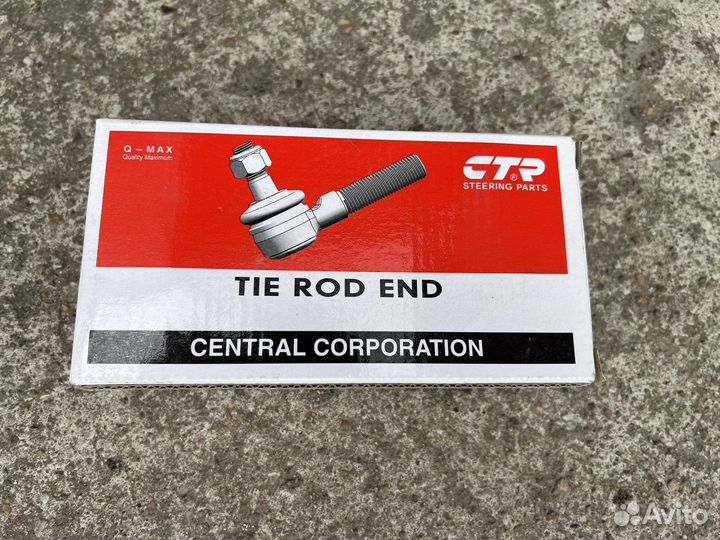 Q – MAX
Quality Maximum
CTR®
STEERING PARTS
TIE ROD END
CENTRAL CORPORATION
Avito